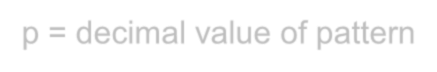 p = decimal value of pattern